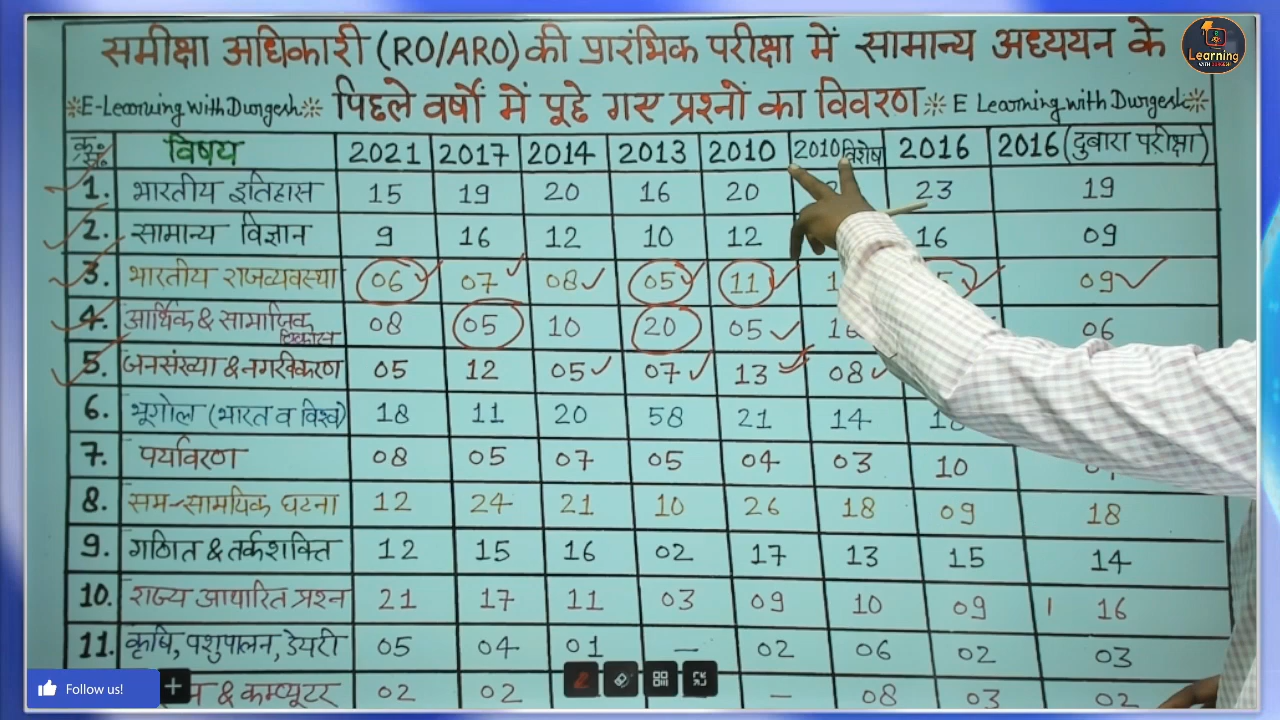 समीक्षा अधिकारी (RO/ARO) की प्रारंभिक परीक्षा में सामान्य अध्ययन के
Learning
WITH DURGESH
E-Learning with Durgesh पिछले वर्षों में पूछे गए प्रश्नों का विवरण E Learning with Durgesh
क्र.सं. विषय 2021 2017 2014 2013 2010 2010 विशेष 2016 2016 (दुबारा परीक्षा)
1. भारतीय इतिहास 15 19 20 16 20 23 19
2. सामान्य विज्ञान 9 16 12 10 12 16 09
3. भारतीय राजव्यवस्था 06 07 08 05 11 09
4. आर्थिक & सामाजिक विकास 08 05 10 20 05 06
5. जनसंख्या & नगरीकरण 05 12 05 07 13 08
6. भूगोल (भारत व विश्व) 18 11 20 58 21 14
7. पर्यावरण 08 05 07 05 04 03 10
8. सम-सामयिक घटना 12 24 21 10 26 18 09 18
9. गणित & तर्कशक्ति 12 15 16 02 17 13 15 14
10. राज्य आधारित प्रश्न 21 17 11 03 09 10 09 16
11. कृषि, पशुपालन, डेयरी 05 04 01 — 02 06 02 03
& कम्प्यूटर 02 02 — 08 03 02
Follow us!